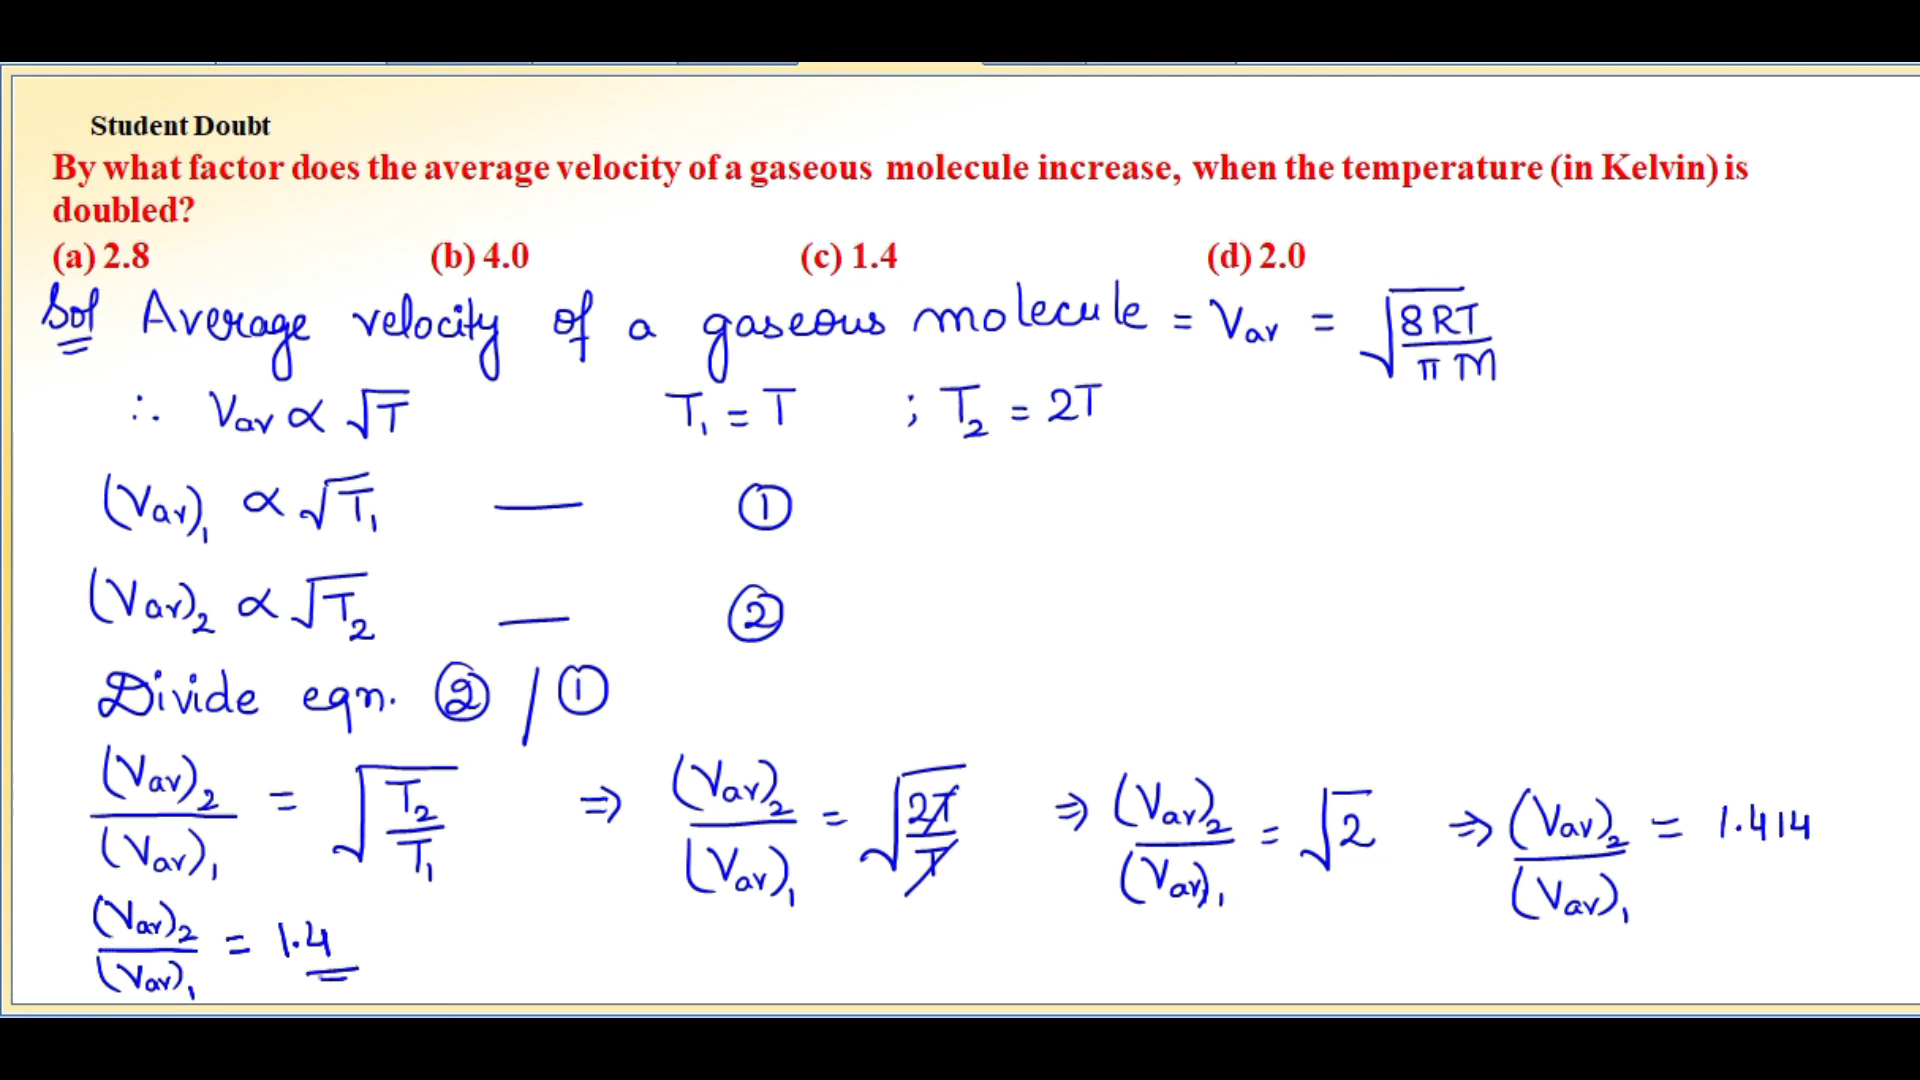 Student Doubt
By what factor does the average velocity of a gaseous molecule increase, when the temperature (in Kelvin) is
doubled?
(a) 2.8 (b) 4.0 (c) 1.4 (d) 2.0
Sol Average velocity of a gaseous molecule = Vav = √(8RT/πM)
∴ Vav ∝ √T T₁ = T ; T₂ = 2T
(Vav)₁ ∝ √T₁ — ①
(Vav)₂ ∝ √T₂ — ②
Divide eqn. ② / ①
(Vav)₂/(Vav)₁ = √(T₂/T₁) ⇒ (Vav)₂/(Vav)₁ = √(2T/T) ⇒ (Vav)₂/(Vav)₁ = √2 ⇒ (Vav)₂/(Vav)₁ = 1.414
(Vav)₂/(Vav)₁ = 1.4